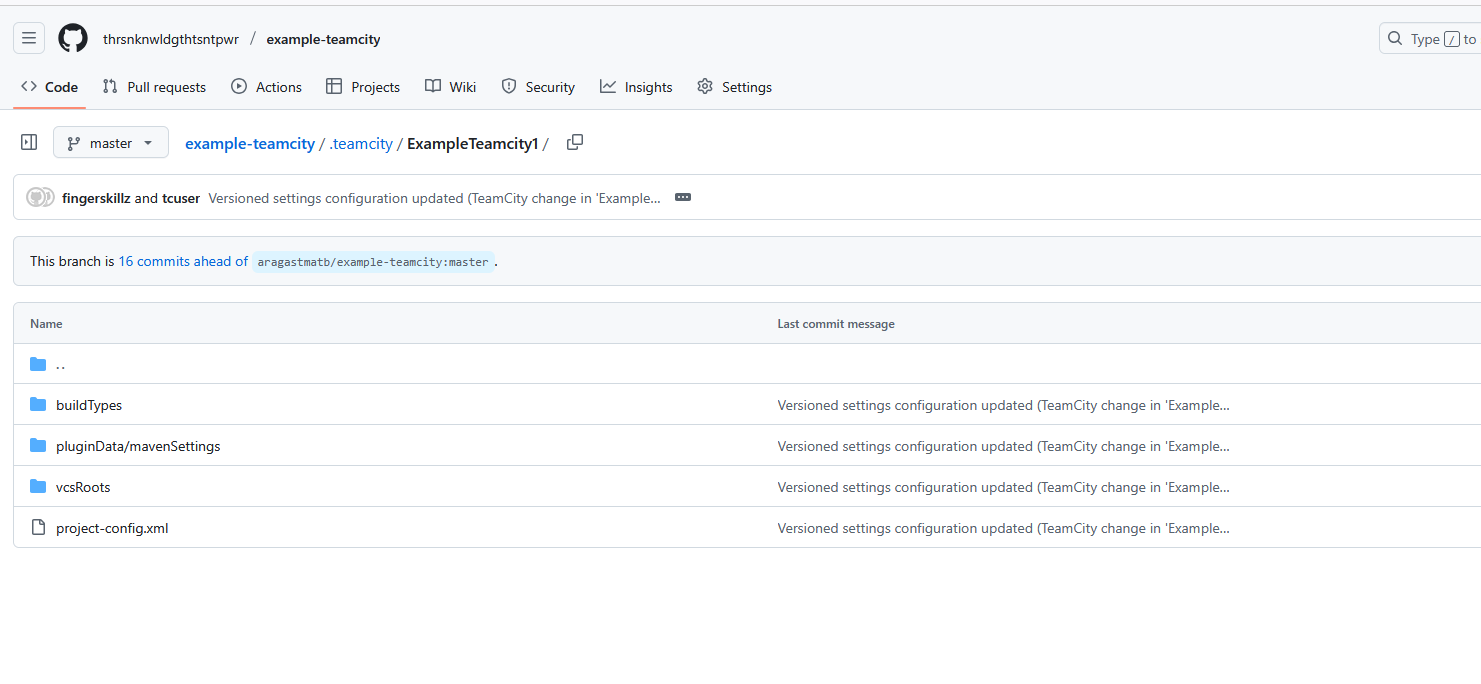 thrsnknwldgthtsntpwr / example-teamcity
Type / to
Code Pull requests Actions Projects Wiki Security Insights Settings
master example-teamcity / .teamcity / ExampleTeamcity1 /
fingerskillz and tcuser Versioned settings configuration updated (TeamCity change in 'Example...
This branch is 16 commits ahead of aragastmatb/example-teamcity:master .
Name Last commit message
..
buildTypes Versioned settings configuration updated (TeamCity change in 'Example...
pluginData/mavenSettings Versioned settings configuration updated (TeamCity change in 'Example...
vcsRoots Versioned settings configuration updated (TeamCity change in 'Example...
project-config.xml Versioned settings configuration updated (TeamCity change in 'Example...